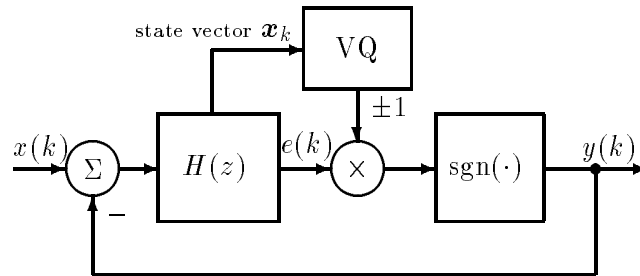 state vector x_k
VQ
±1
x(k)
Σ
H(z)
e(k)
×
sgn(·)
y(k)
−